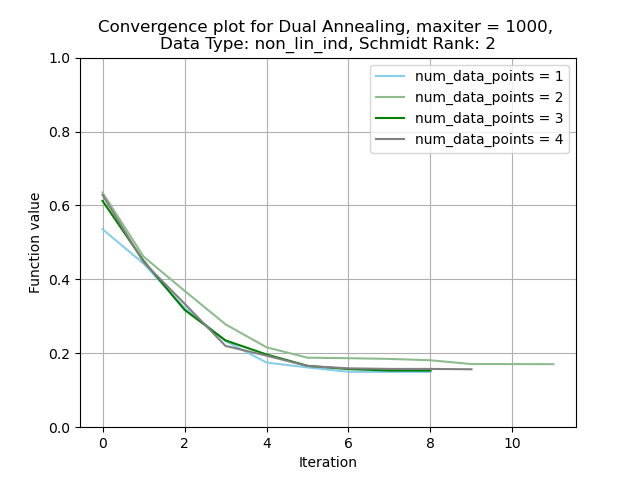 Convergence plot for Dual Annealing, maxiter = 1000,
Data Type: non_lin_ind, Schmidt Rank: 2
num_data_points = 1
num_data_points = 2
num_data_points = 3
num_data_points = 4
Function value
1.0
0.8
0.6
0.4
0.2
0.0
0 2 4 6 8 10
Iteration